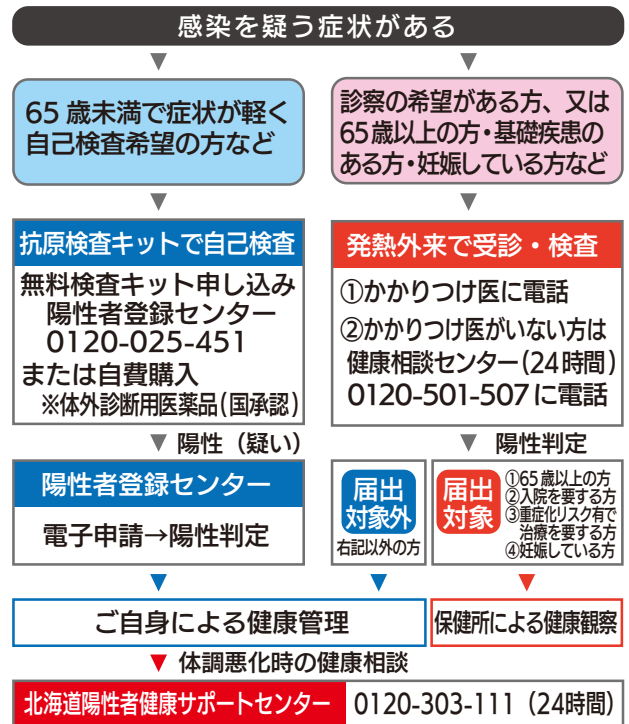 感染を疑う症状がある
▼
▼
65歳未満で症状が軽く
自己検査希望の方など
診察の希望がある方、又は
65歳以上の方・基礎疾患の
ある方・妊娠している方など
▼
▼
抗原検査キットで自己検査
無料検査キット申し込み
陽性者登録センター
0120-025-451
または自費購入
※体外診断用医薬品(国承認)
発熱外来で受診・検査
①かかりつけ医に電話
②かかりつけ医がいない方は
健康相談センター(24時間)
0120-501-507に電話
▼ 陽性(疑い)
▼ 陽性判定
陽性者登録センター
電子申請→陽性判定
届出
対象外
右記以外の方
届出
対象
①65歳以上の方
②入院を要する方
③重症化リスク有で
治療を要する方
④妊娠している方
▼
▼
▼
ご自身による健康管理
保健所による健康観察
▼ 体調悪化時の健康相談
北海道陽性者健康サポートセンター 0120-303-111(24時間)